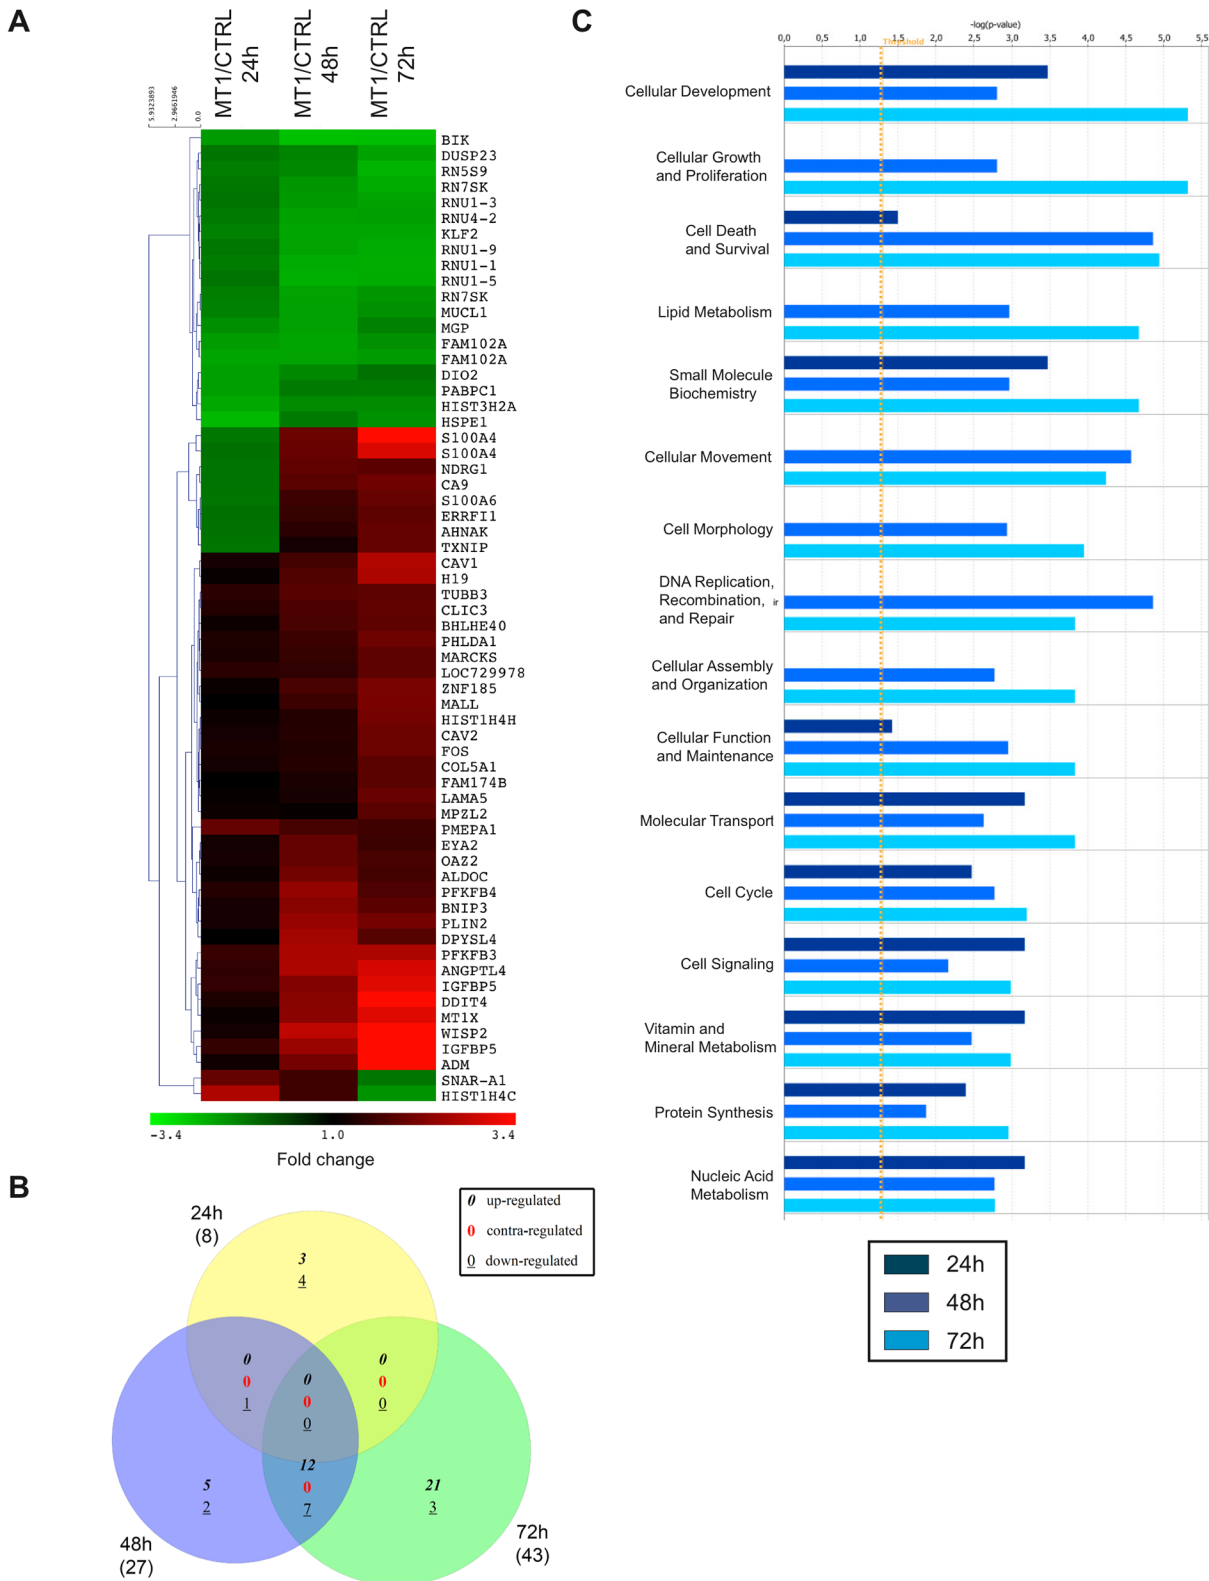 A
MT1/CTRL
24h
MT1/CTRL
48h
MT1/CTRL
72h
5.9323893
2.9661946
0.0
BIK
DUSP23
RN5S9
RN7SK
RNU1-3
RNU4-2
KLF2
RNU1-9
RNU1-1
RNU1-5
RN7SK
MUCL1
MGP
FAM102A
FAM102A
DIO2
PABPC1
HIST3H2A
HSPE1
S100A4
S100A4
NDRG1
CA9
S100A6
ERRFI1
AHNAK
TXNIP
CAV1
H19
TUBB3
CLIC3
BHLHE40
PHLDA1
MARCKS
LOC729978
ZNF185
MALL
HIST1H4H
CAV2
FOS
COL5A1
FAM174B
LAMA5
MPZL2
PMEPA1
EYA2
OAZ2
ALDOC
PFKFB4
BNIP3
PLIN2
DPYSL4
PFKFB3
ANGPTL4
IGFBP5
DDIT4
MT1X
WISP2
IGFBP5
ADM
SNAR-A1
HIST1H4C
-3.4 1.0 3.4
Fold change
B
0 up-regulated
0 contra-regulated
0 down-regulated
24h
(8)
3
4
0
0
1
0
0
0
0
0
0
12
0
7
5
2
21
3
48h
(27)
72h
(43)
C
-log(p-value)
0,0 0,5 1,0 1,5 2,0 2,5 3,0 3,5 4,0 4,5 5,0 5,5
Threshold
Cellular Development
Cellular Growth
and Proliferation
Cell Death
and Survival
Lipid Metabolism
Small Molecule
Biochemistry
Cellular Movement
Cell Morphology
DNA Replication,
Recombination, ir
and Repair
Cellular Assembly
and Organization
Cellular Function
and Maintenance
Molecular Transport
Cell Cycle
Cell Signaling
Vitamin and
Mineral Metabolism
Protein Synthesis
Nucleic Acid
Metabolism
24h
48h
72h